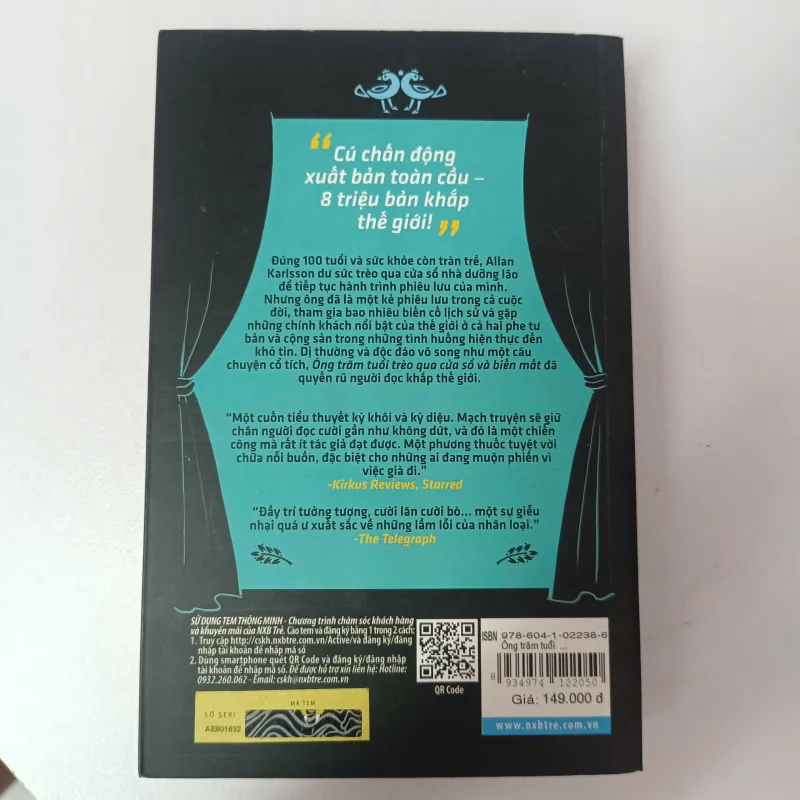 “
Cú chấn động
xuất bản toàn cầu –
8 triệu bản khắp
thế giới! ”
Đúng 100 tuổi và sức khỏe còn tràn trề, Allan
Karlsson dư sức trèo qua cửa sổ nhà dưỡng lão
để tiếp tục hành trình phiêu lưu của mình.
Nhưng ông đã là một kẻ phiêu lưu trong cả cuộc
đời, tham gia bao nhiêu biến cố lịch sử và gặp
những chính khách nổi bật của thế giới ở cả hai phe tư
bản và cộng sản trong những tình huống hiện thực đến
khó tin. Dị thường và độc đáo vô song như một câu
chuyện cổ tích, Ông trăm tuổi trèo qua cửa sổ và biến mất đã
quyến rũ người đọc khắp thế giới.
“Một cuốn tiểu thuyết kỳ khôi và kỳ diệu. Mạch truyện sẽ giữ
chân người đọc cười gần như không dứt, và đó là một chiến
công mà rất ít tác giả đạt được. Một phương thuốc tuyệt vời
chữa nỗi buồn, đặc biệt cho những ai đang muộn phiền vì
việc già đi.”
-Kirkus Reviews, Starred
“Đầy trí tưởng tượng, cười lăn cười bò... một sự giễu
nhại quá ư xuất sắc về những lầm lỗi của nhân loại.”
-The Telegraph
SỬ DỤNG TEM THÔNG MINH - Chương trình chăm sóc khách hàng
và khuyến mãi của NXB Trẻ. Cào tem và đăng ký bằng 1 trong 2 cách:
1. Truy cập http://cskh.nxbtre.com.vn/Active/và đăng ký/đăng
nhập tài khoản để nhập mã số
2. Dùng smartphone quét QR Code và đăng ký/đăng nhập
tài khoản để nhập mã số. Để được hỗ trợ xin liên hệ: Hotline:
0932.260.062 - Email: cskh@nxbtre.com.vn
QR Code
MÃ TEM
SỐ SERI
AER01632
ISBN
978-604-1-02238-6
Ông trăm tuổi ...
8 934974 122050
Giá: 149.000 đ
www.nxbtre.com.vn